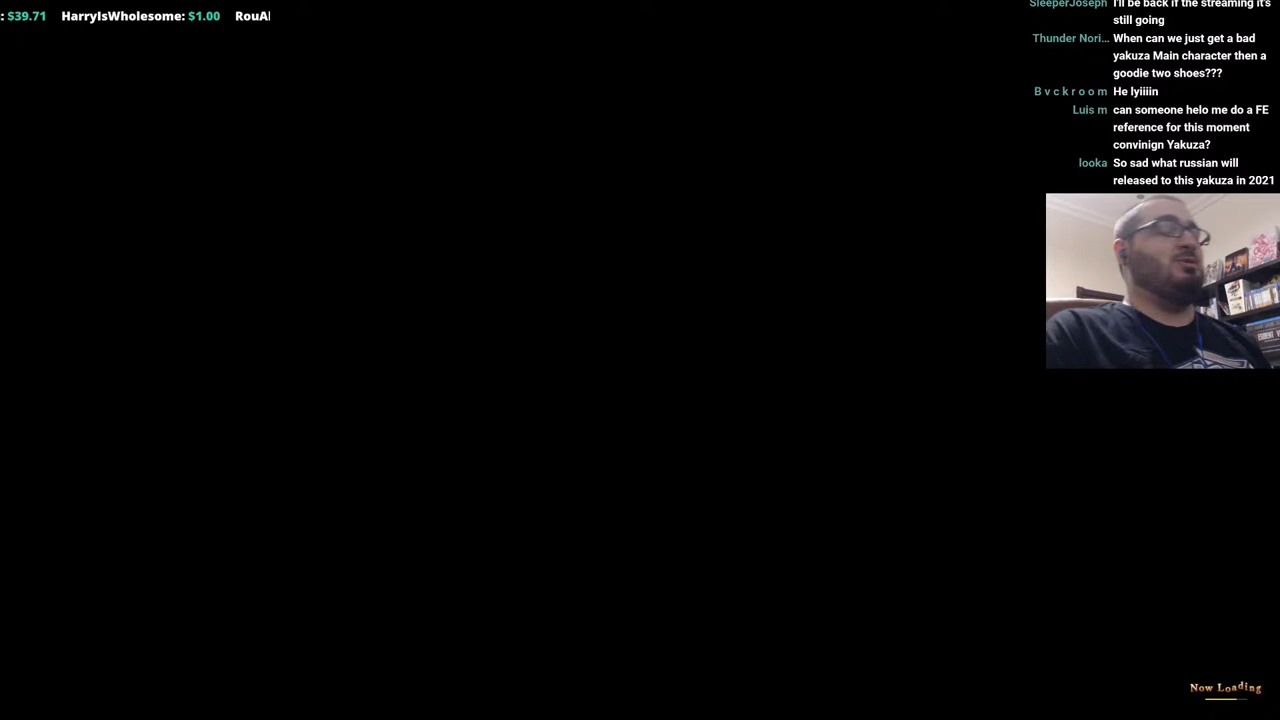 : $39.71 HarryIsWholesome: $1.00
SleeperJoseph I'll be back if the streaming it's
still going
Thunder Nori... When can we just get a bad
yakuza Main character then a
goodie two shoes???
B v c k r o o m He lyiiiin
Luis m can someone helo me do a FE
reference for this moment
convinign Yakuza?
looka So sad what russian will
released to this yakuza in 2021
Now Loading